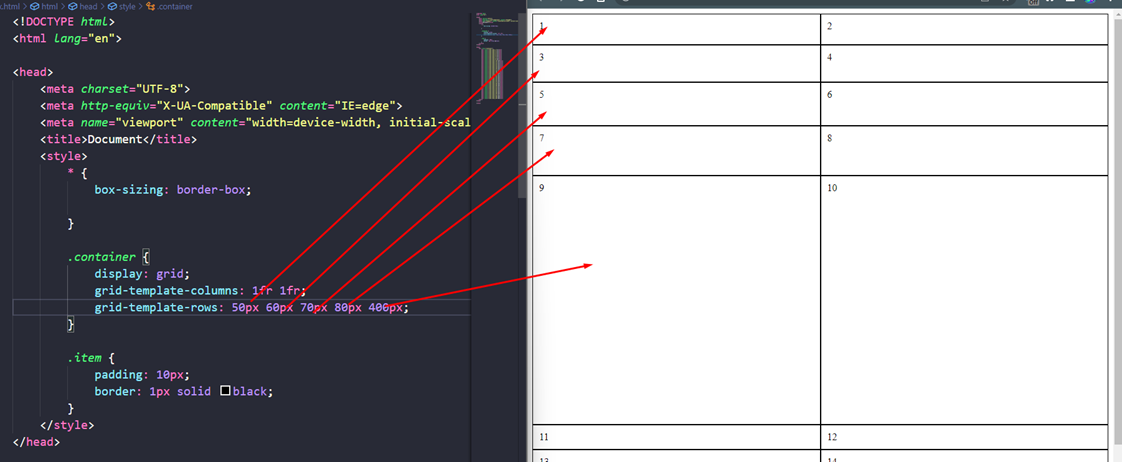 .html > html > head > style > .container
<!DOCTYPE html>
<html lang="en">
<head>
<meta charset="UTF-8">
<meta http-equiv="X-UA-Compatible" content="IE=edge">
<meta name="viewport" content="width=device-width, initial-scal
<title>Document</title>
<style>
* {
box-sizing: border-box;
}
.container {
display: grid;
grid-template-columns: 1fr 1fr;
grid-template-rows: 50px 60px 70px 80px 400px;
}
.item {
padding: 10px;
border: 1px solid black;
}
</style>
</head>
1 2
3 4
5 6
7 8
9 10
11 12
13 14